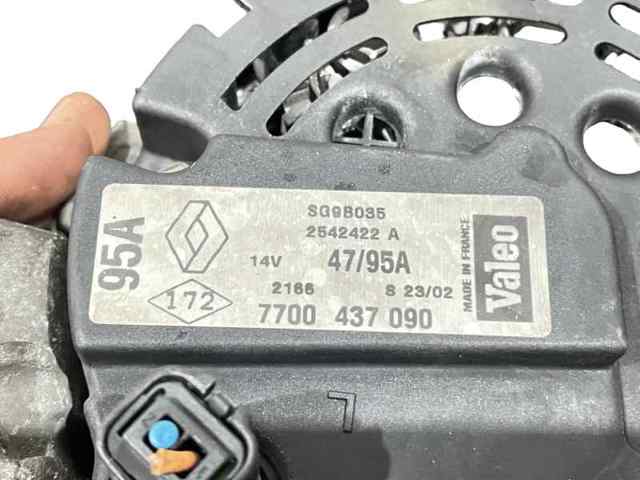 95A
SG9B035
2542422 A
14V 47/95A
172
2166 S 23/02
7700 437 090
MADE IN FRANCE
Valeo